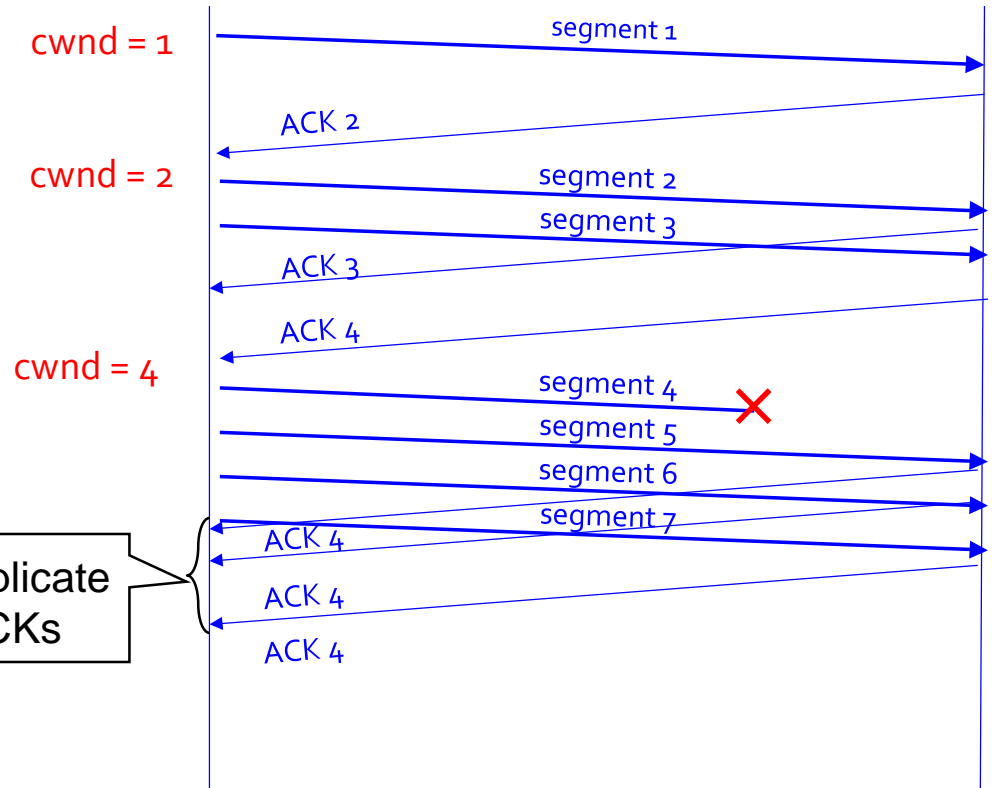 cwnd = 1
segment 1
ACK 2
cwnd = 2
segment 2
segment 3
ACK 3
ACK 4
cwnd = 4
segment 4
segment 5
segment 6
segment 7
ACK 4
ACK 4
ACK 4